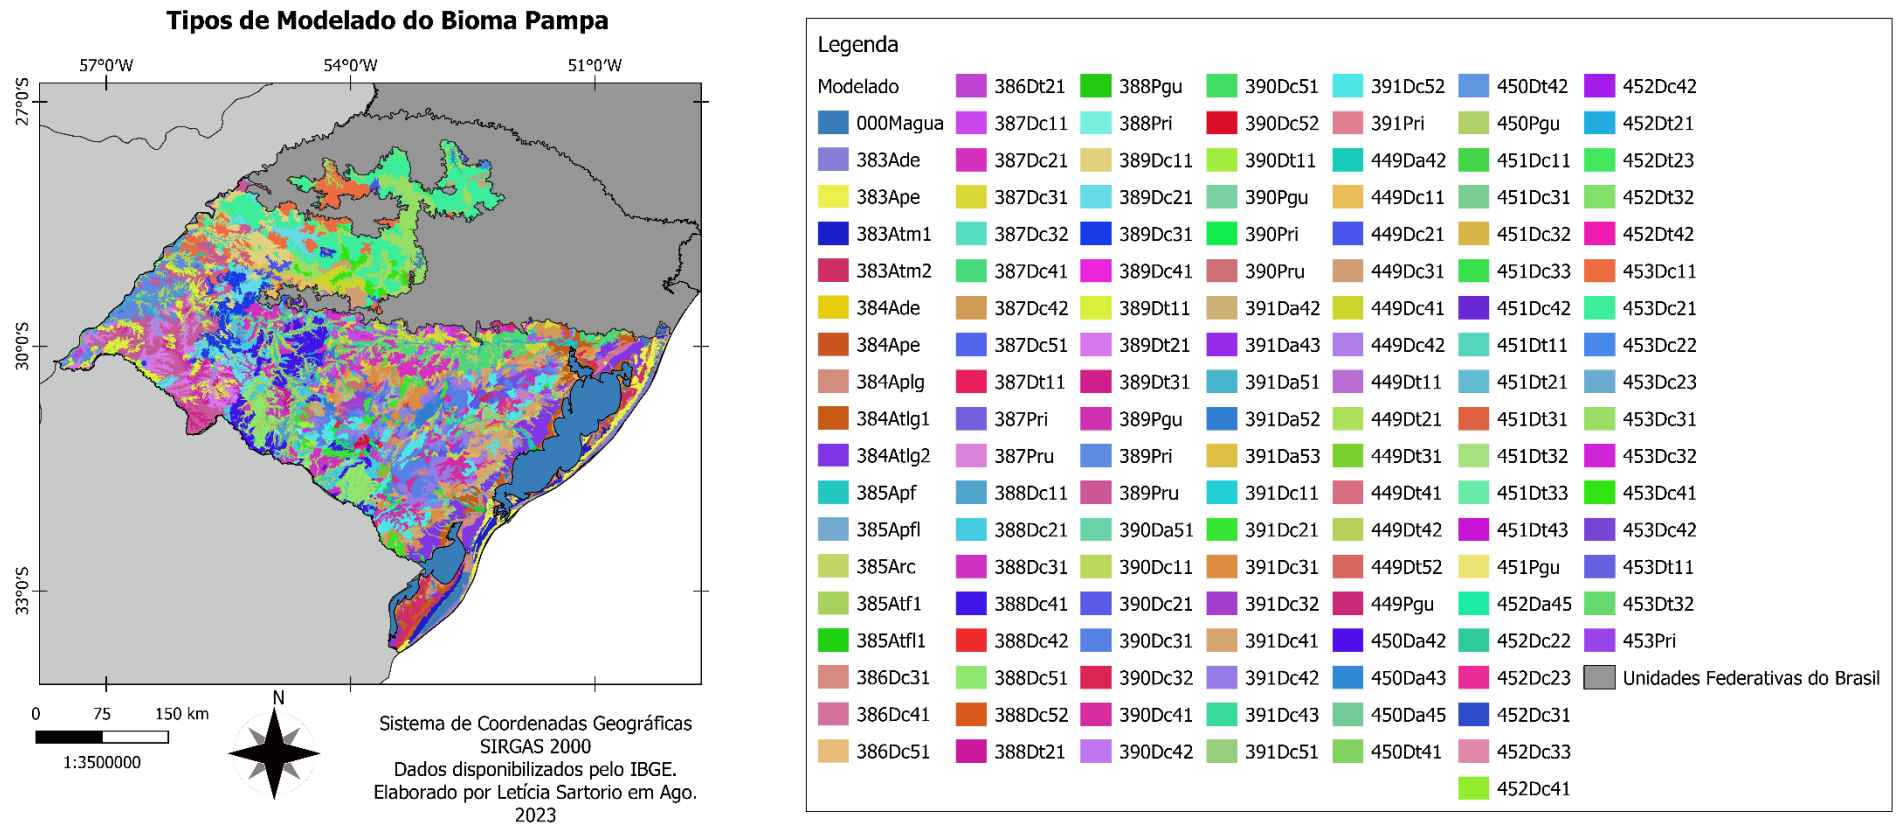 Tipos de Modelado do Bioma Pampa
57°0′W
54°0′W
51°0′W
27°0′S
30°0′S
33°0′S
0
75
150 km
1:3500000
N
Sistema de Coordenadas Geográficas
SIRGAS 2000
Dados disponibilizados pelo IBGE.
Elaborado por Letícia Sartorio em Ago.
2023
Legenda
Modelado
000Magua
383Ade
383Ape
383Atm1
383Atm2
384Ade
384Ape
384Aplg
384Atlg1
384Atlg2
385Apf
385Apfl
385Arc
385Atf1
385Atfl1
386Dc31
386Dc41
386Dc51
386Dt21
387Dc11
387Dc21
387Dc31
387Dc32
387Dc41
387Dc42
387Dc51
387Dt11
387Pri
387Pru
388Dc11
388Dc21
388Dc31
388Dc41
388Dc42
388Dc51
388Dc52
388Dt21
388Pgu
388Pri
389Dc11
389Dc21
389Dc31
389Dc41
389Dt11
389Dt21
389Dt31
389Pgu
389Pri
389Pru
390Da51
390Dc11
390Dc21
390Dc31
390Dc32
390Dc41
390Dc42
390Dc51
390Dc52
390Dt11
390Pgu
390Pri
390Pru
391Da42
391Da43
391Da51
391Da52
391Da53
391Dc11
391Dc21
391Dc31
391Dc32
391Dc41
391Dc42
391Dc43
391Dc51
391Dc52
391Pri
449Da42
449Dc11
449Dc21
449Dc31
449Dc41
449Dc42
449Dt11
449Dt21
449Dt31
449Dt41
449Dt42
449Dt52
449Pgu
450Da42
450Da43
450Da45
450Dt41
450Dt42
450Pgu
451Dc11
451Dc31
451Dc32
451Dc33
451Dc42
451Dt11
451Dt21
451Dt31
451Dt32
451Dt33
451Dt43
451Pgu
452Da45
452Dc22
452Dc23
452Dc31
452Dc33
452Dc41
452Dc42
452Dt21
452Dt23
452Dt32
452Dt42
453Dc11
453Dc21
453Dc22
453Dc23
453Dc31
453Dc32
453Dc41
453Dc42
453Dt11
453Dt32
453Pri
Unidades Federativas do Brasil